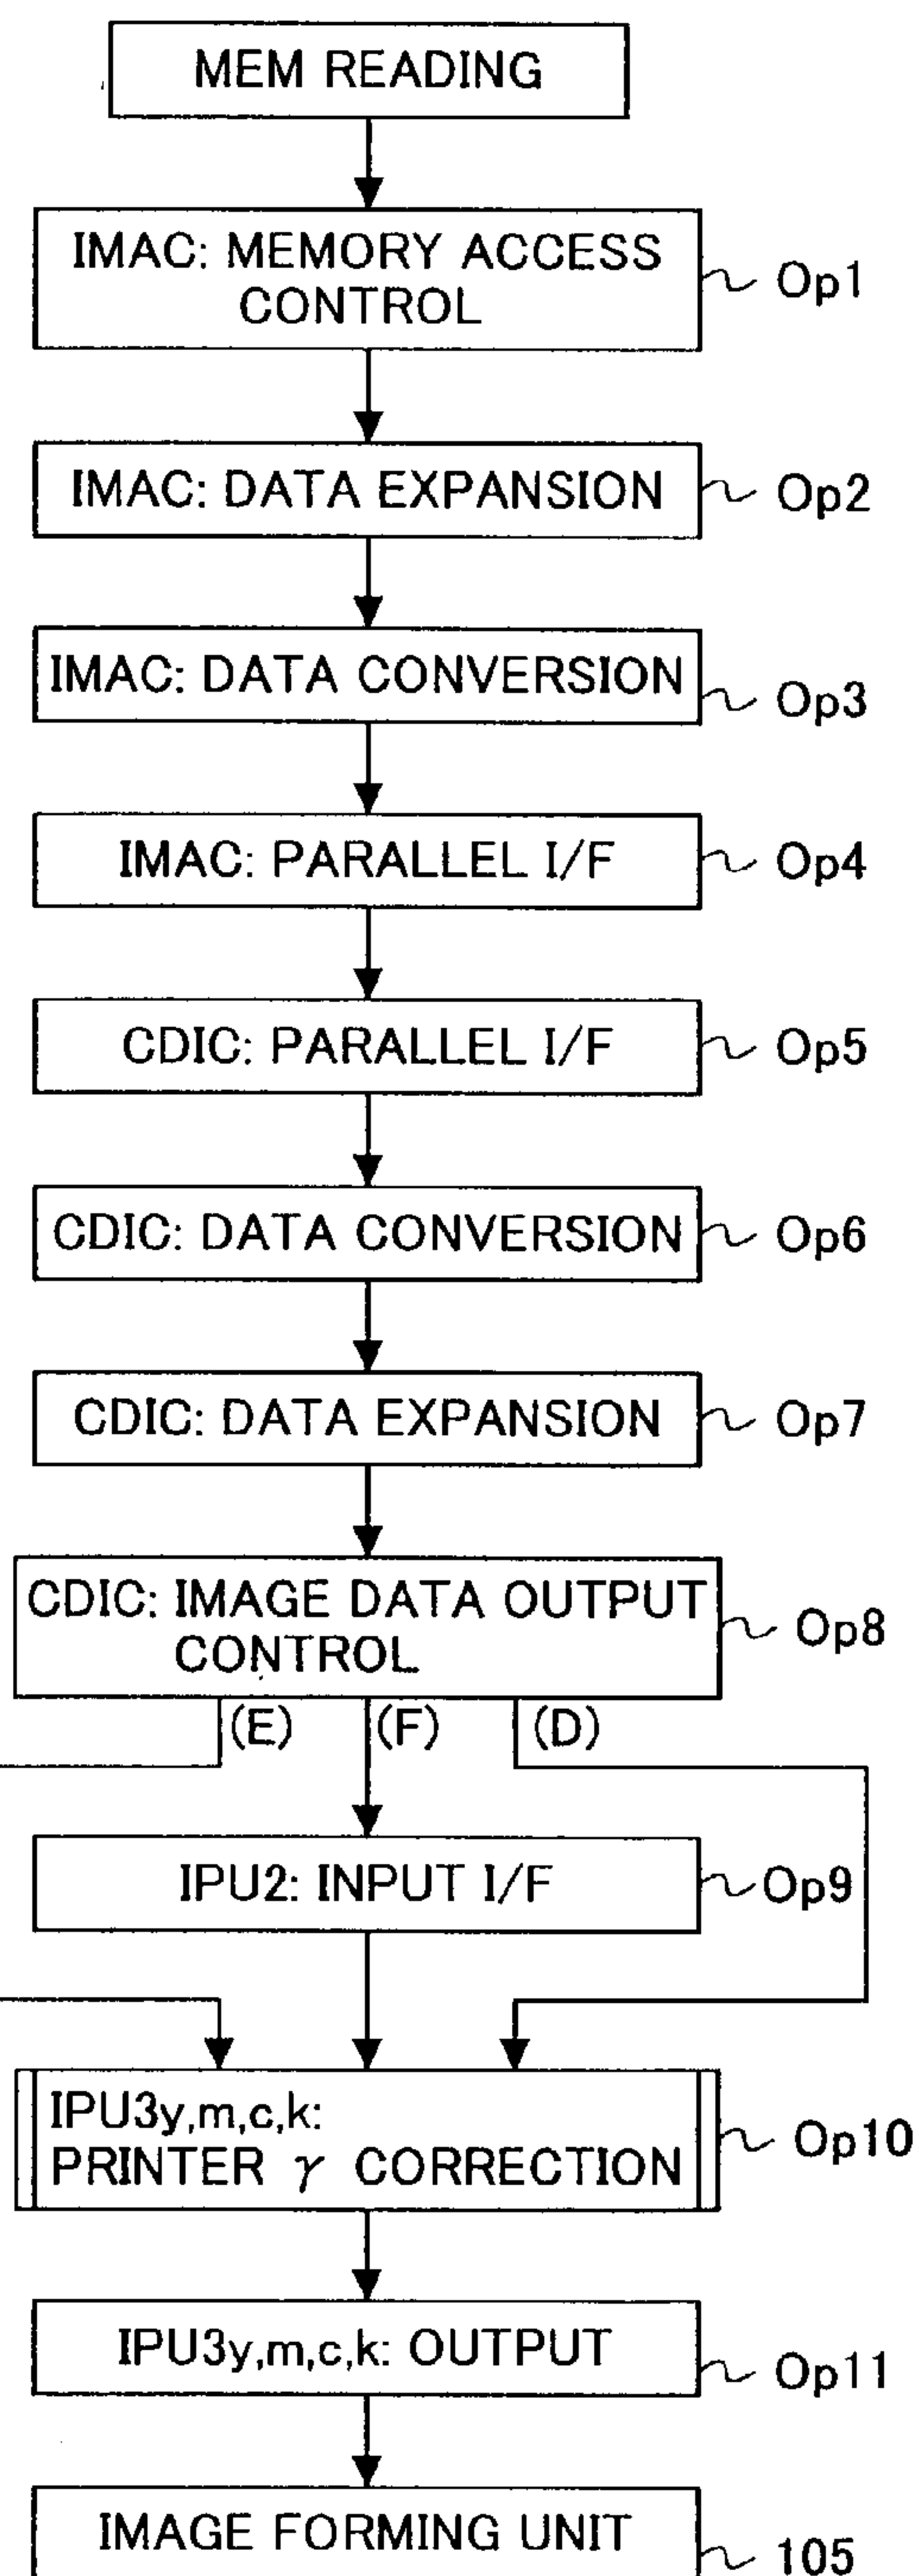 MEM READING
IMAC: MEMORY ACCESS
CONTROL
Op1
IMAC: DATA EXPANSION
Op2
IMAC: DATA CONVERSION
Op3
IMAC: PARALLEL I/F
Op4
CDIC: PARALLEL I/F
Op5
CDIC: DATA CONVERSION
Op6
CDIC: DATA EXPANSION
Op7
CDIC: IMAGE DATA OUTPUT
CONTROL
Op8
(E) (F) (D)
IPU2: INPUT I/F
Op9
IPU3y,m,c,k:
PRINTER γ CORRECTION
Op10
IPU3y,m,c,k: OUTPUT
Op11
IMAGE FORMING UNIT
105